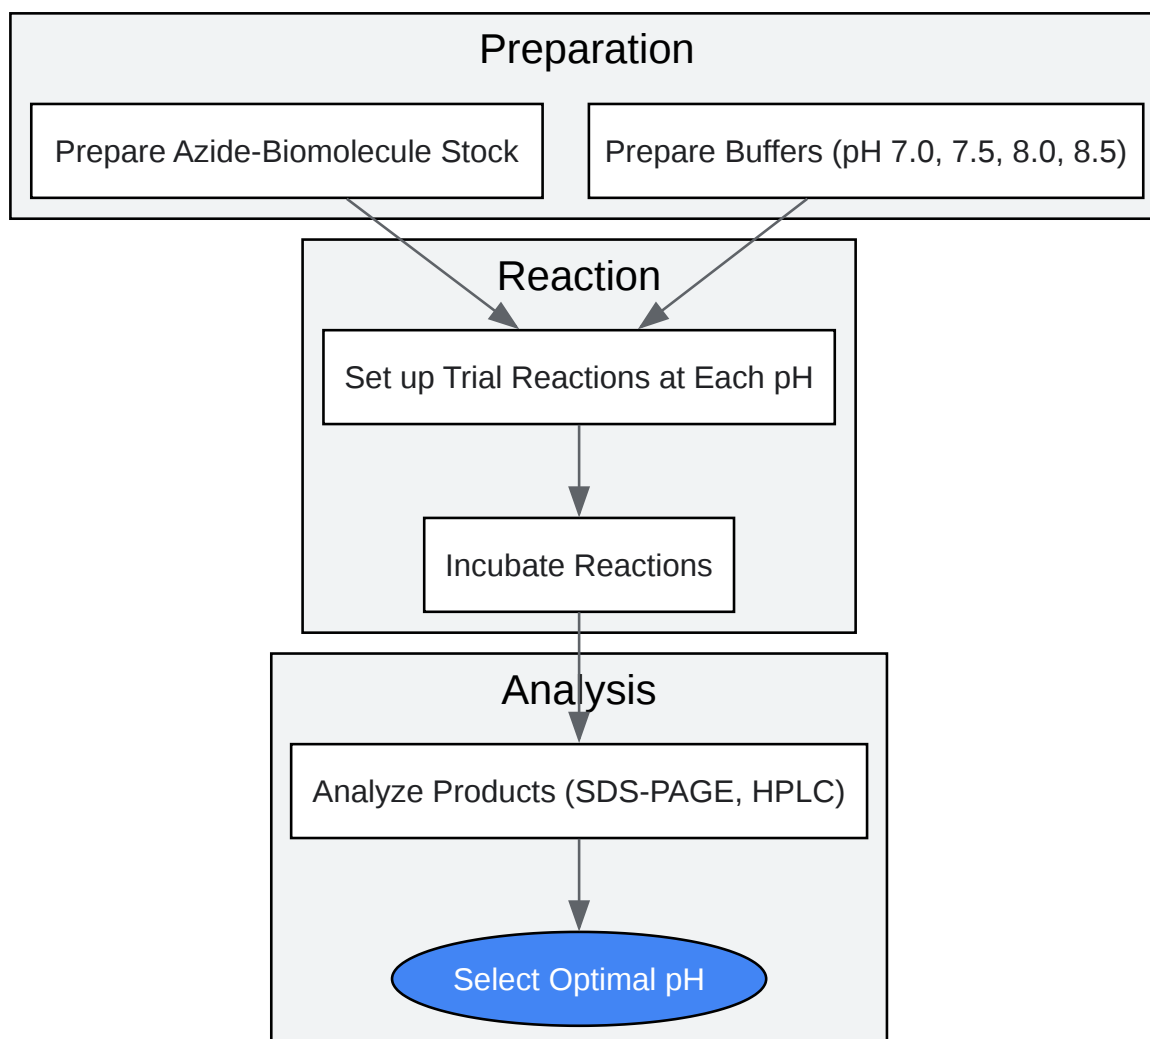 Preparation
Prepare Azide-Biomolecule Stock
Prepare Buffers (pH 7.0, 7.5, 8.0, 8.5)
Reaction
Set up Trial Reactions at Each pH
Incubate Reactions
Analysis
Analyze Products (SDS-PAGE, HPLC)
Select Optimal pH